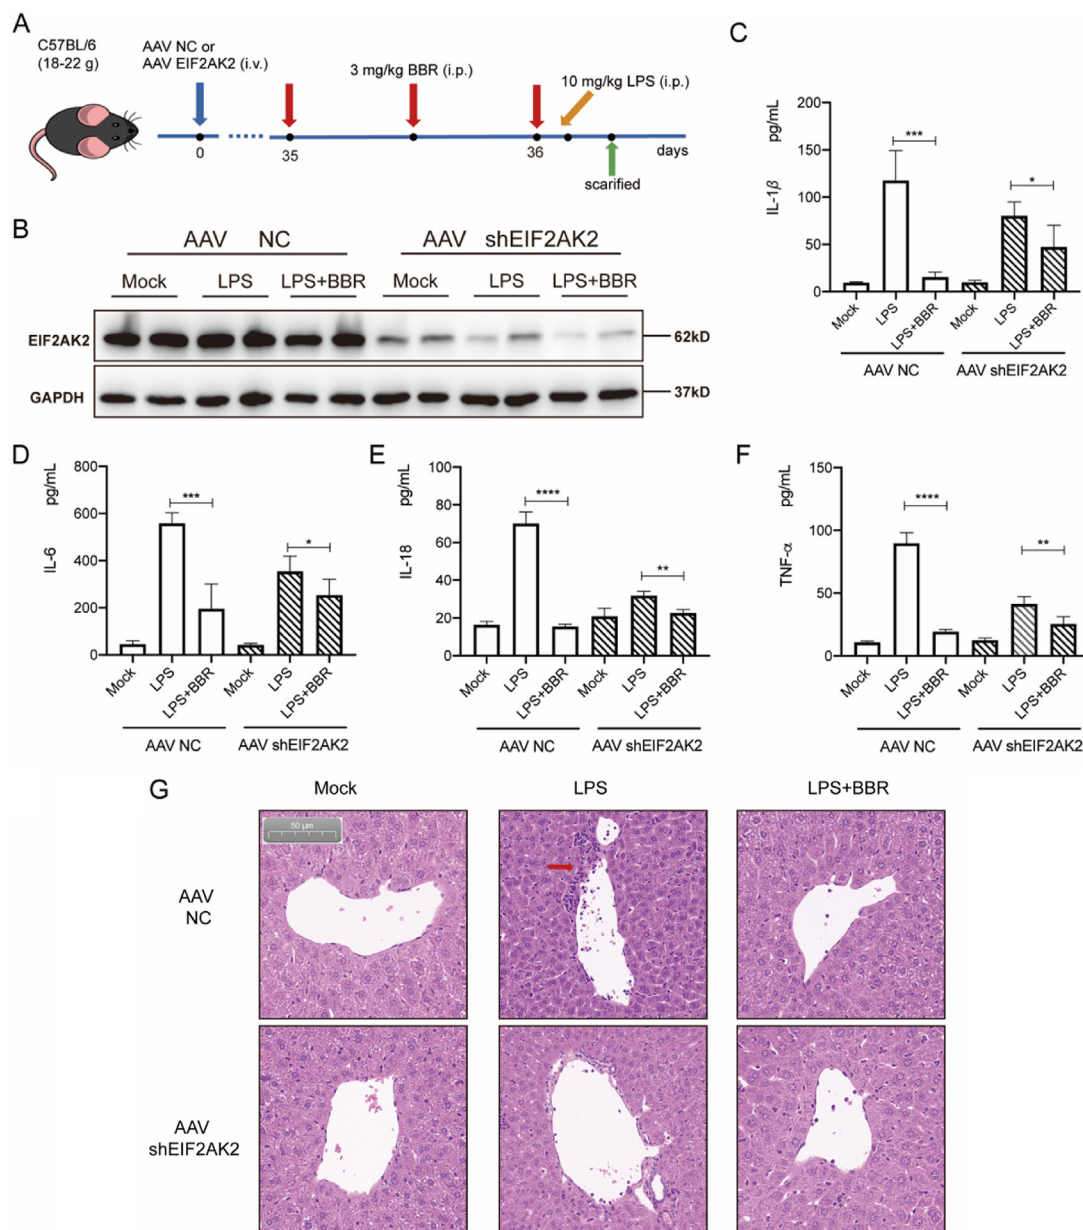 A
C57BL/6
(18-22 g)
AAV NC or
AAV EIF2AK2 (i.v.)
3 mg/kg BBR (i.p.)
10 mg/kg LPS (i.p.)
0
35
36
days
scarified
B
AAV NC
AAV shEIF2AK2
Mock
LPS
LPS+BBR
Mock
LPS
LPS+BBR
EIF2AK2
62kD
GAPDH
37kD
C
IL-1β pg/mL
200
150
100
50
0
***
*
Mock
LPS
LPS+BBR
Mock
LPS
LPS+BBR
AAV NC
AAV shEIF2AK2
D
IL-6 pg/mL
800
600
400
200
0
***
*
Mock
LPS
LPS+BBR
Mock
LPS
LPS+BBR
AAV NC
AAV shEIF2AK2
E
IL-18 pg/mL
80
60
40
20
0
****
**
Mock
LPS
LPS+BBR
Mock
LPS
LPS+BBR
AAV NC
AAV shEIF2AK2
F
TNF-α pg/mL
150
100
50
0
****
**
Mock
LPS
LPS+BBR
Mock
LPS
LPS+BBR
AAV NC
AAV shEIF2AK2
G
Mock
LPS
LPS+BBR
50 μm
AAV
NC
AAV
shEIF2AK2